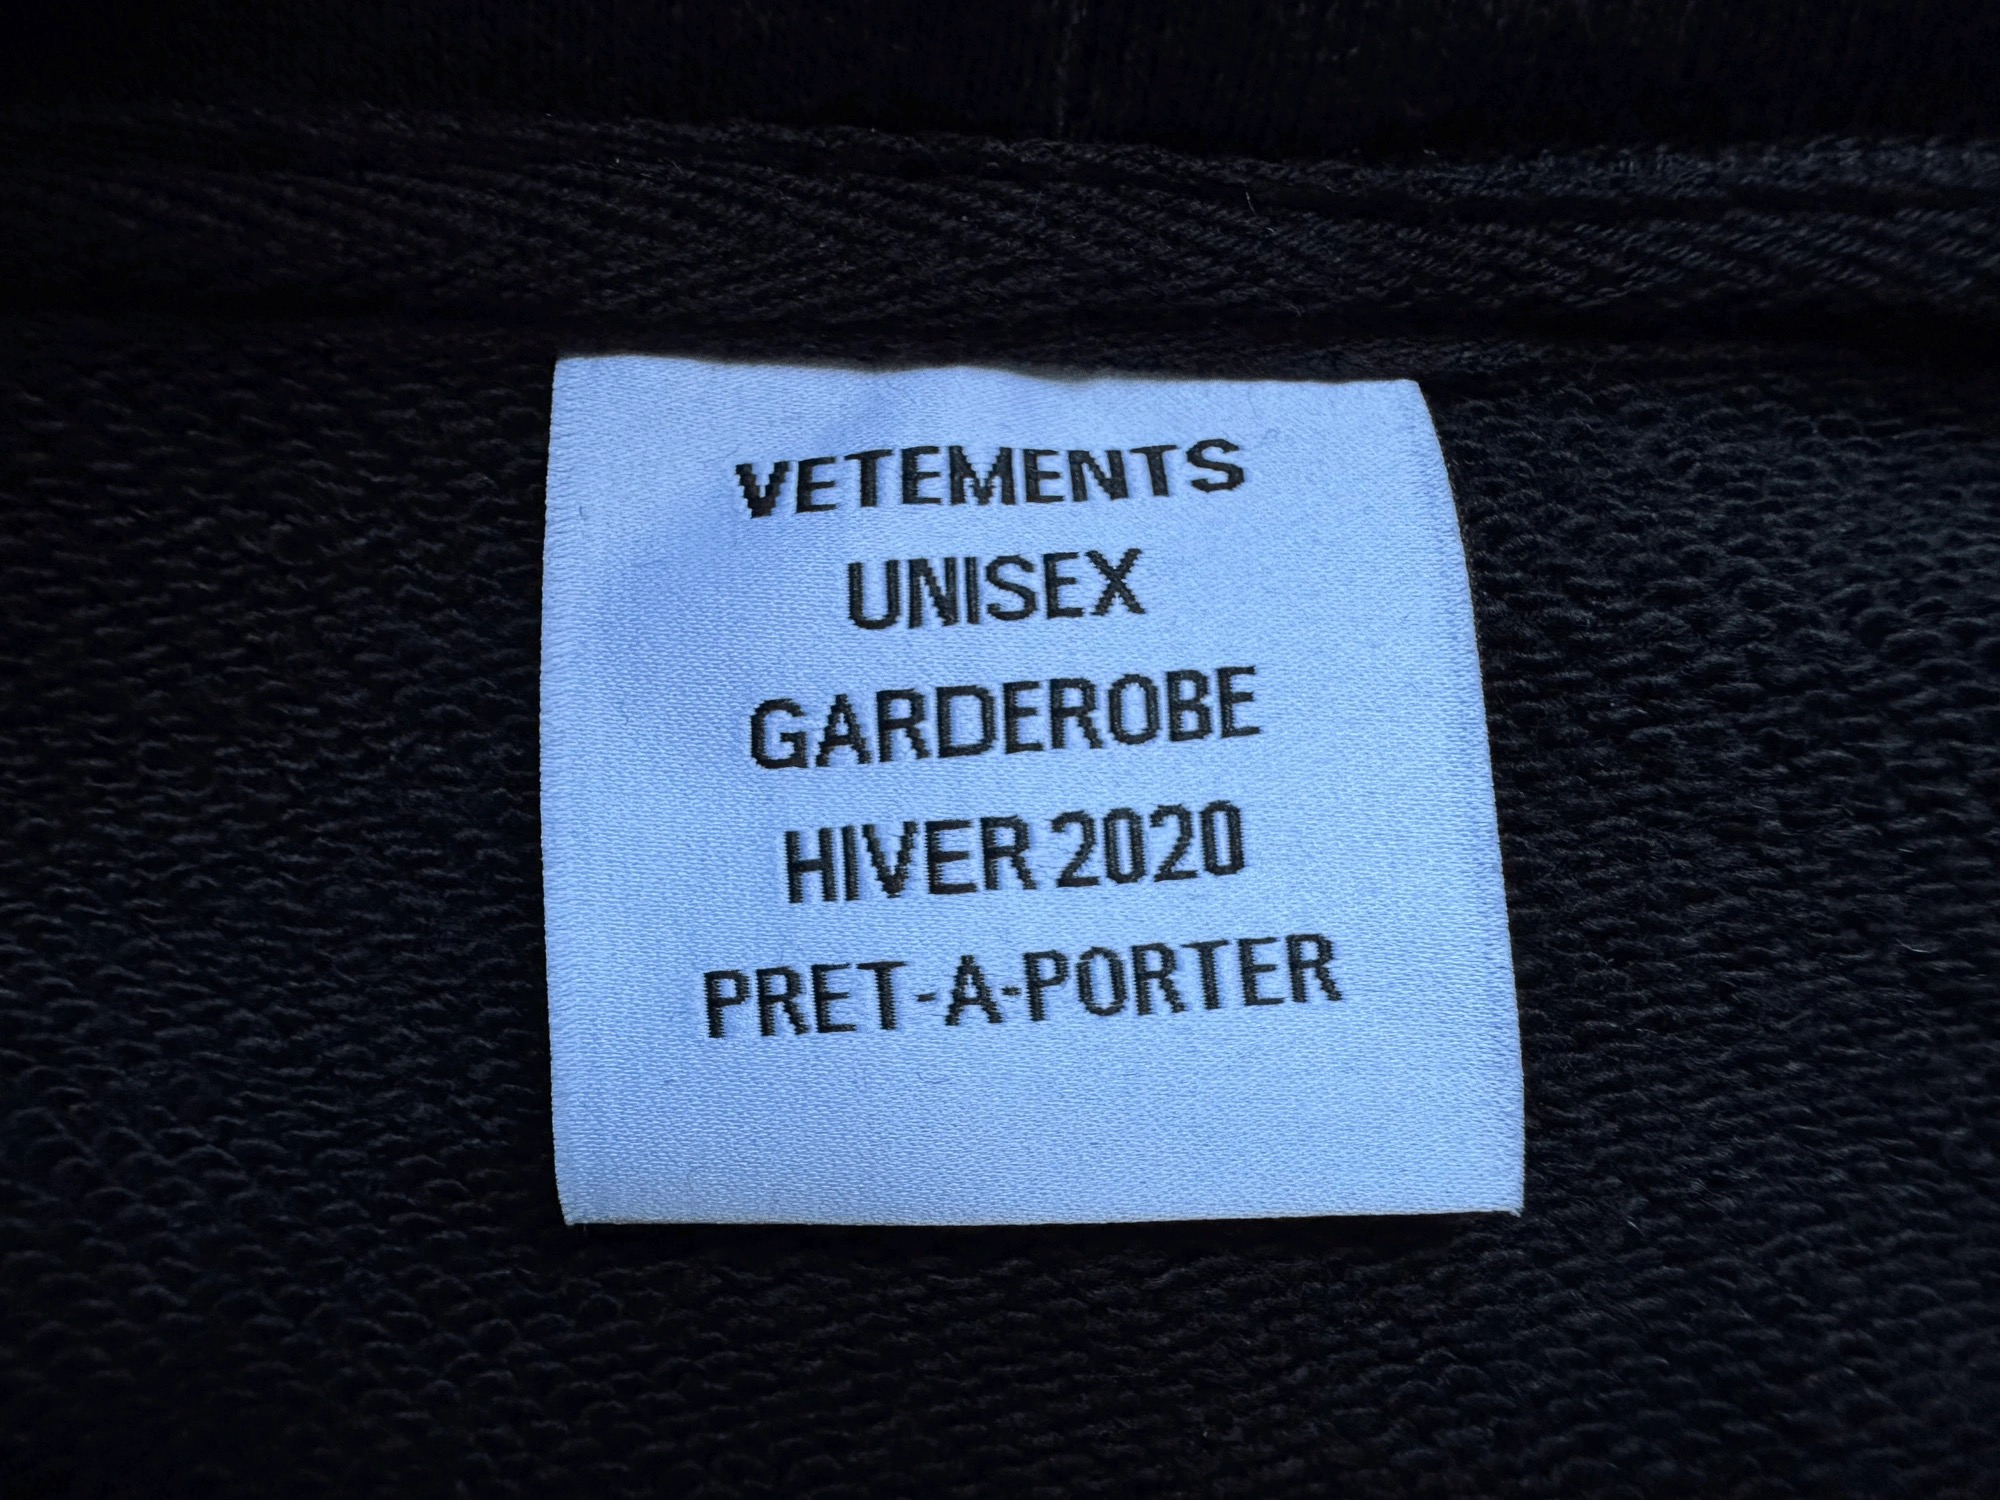 VETEMENTS
UNISEX
GARDEROBE
HIVER 2020
PRET-A-PORTER